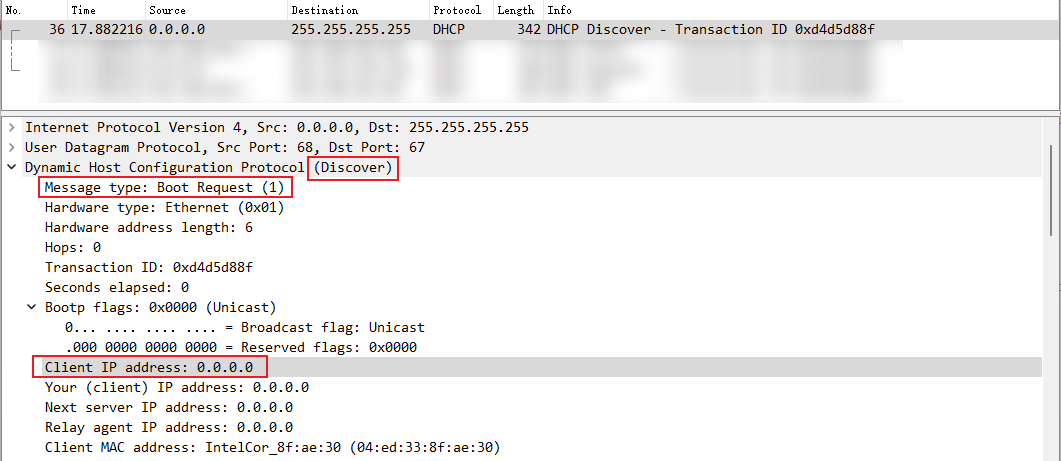 No. Time Source Destination Protocol Length Info
36 17.882216 0.0.0.0 255.255.255.255 DHCP 342 DHCP Discover - Transaction ID 0xd4d5d88f
Internet Protocol Version 4, Src: 0.0.0.0, Dst: 255.255.255.255
User Datagram Protocol, Src Port: 68, Dst Port: 67
Dynamic Host Configuration Protocol (Discover)
Message type: Boot Request (1)
Hardware type: Ethernet (0x01)
Hardware address length: 6
Hops: 0
Transaction ID: 0xd4d5d88f
Seconds elapsed: 0
Bootp flags: 0x0000 (Unicast)
0... .... .... .... = Broadcast flag: Unicast
.000 0000 0000 0000 = Reserved flags: 0x0000
Client IP address: 0.0.0.0
Your (client) IP address: 0.0.0.0
Next server IP address: 0.0.0.0
Relay agent IP address: 0.0.0.0
Client MAC address: IntelCor_8f:ae:30 (04:ed:33:8f:ae:30)